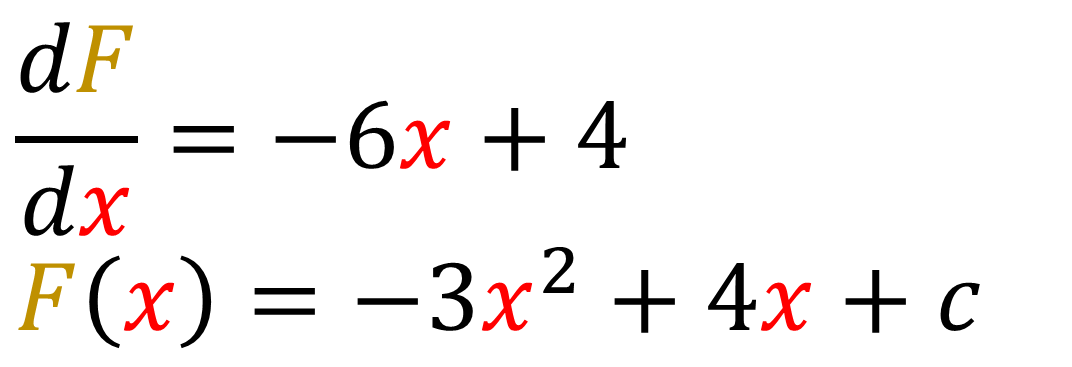 dF/dx = −6x + 4
F(x) = −3x² + 4x + c